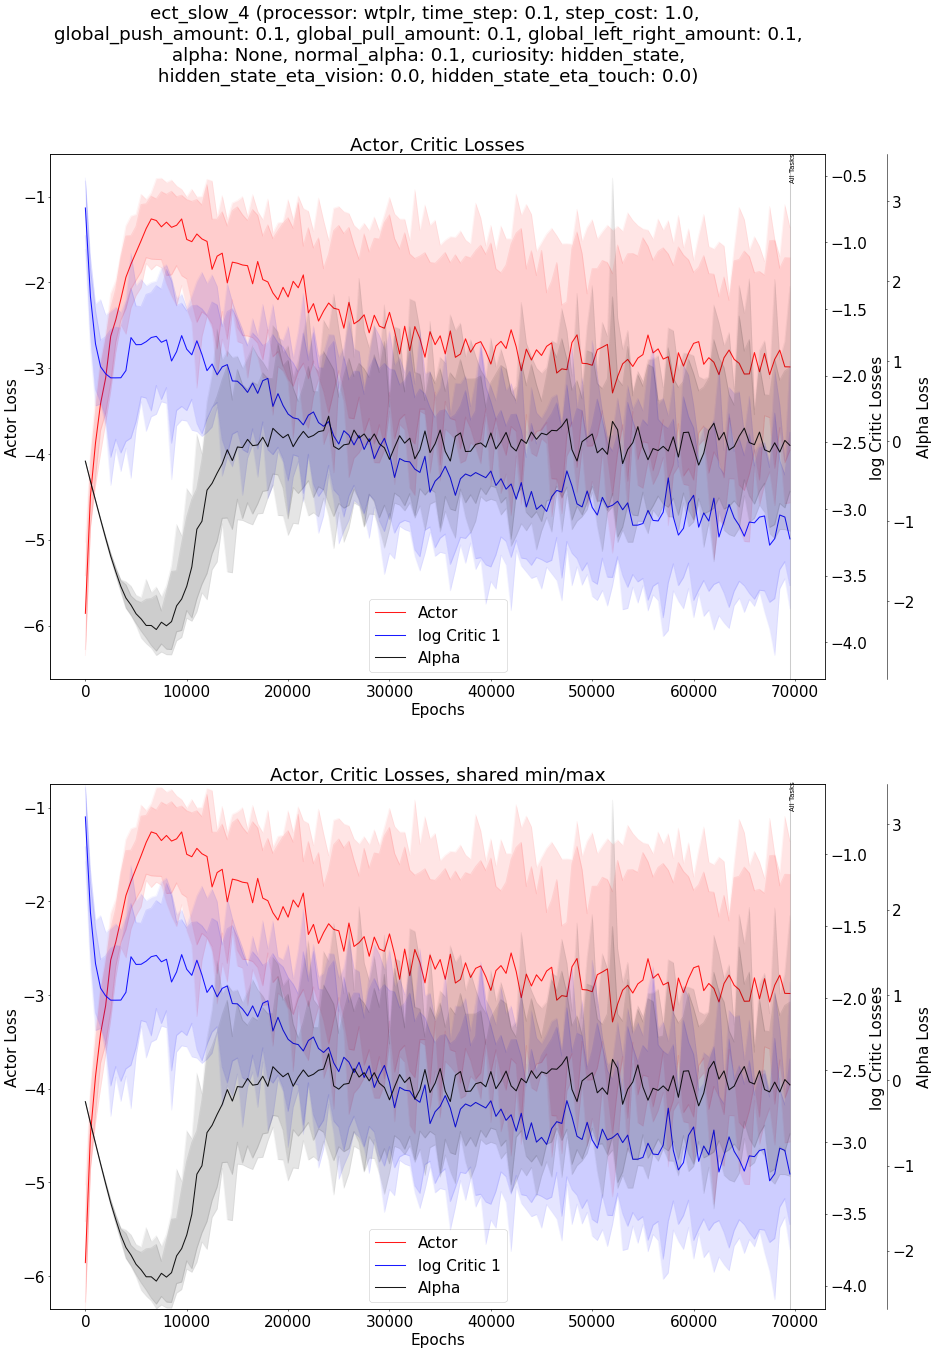 ect_slow_4 (processor: wtplr, time_step: 0.1, step_cost: 1.0,
global_push_amount: 0.1, global_pull_amount: 0.1, global_left_right_amount: 0.1,
alpha: None, normal_alpha: 0.1, curiosity: hidden_state,
hidden_state_eta_vision: 0.0, hidden_state_eta_touch: 0.0)
Actor, Critic Losses
All Tasks
−1
−2
−3
−4
−5
−6
Actor Loss
−0.5
−1.0
−1.5
−2.0
−2.5
−3.0
−3.5
−4.0
log Critic Losses
3
2
1
0
−1
−2
Alpha Loss
Actor
log Critic 1
Alpha
0
10000
20000
30000
40000
50000
60000
70000
Epochs
Actor, Critic Losses, shared min/max
All Tasks
−1
−2
−3
−4
−5
−6
Actor Loss
−1.0
−1.5
−2.0
−2.5
−3.0
−3.5
−4.0
log Critic Losses
3
2
1
0
−1
−2
Alpha Loss
Actor
log Critic 1
Alpha
0
10000
20000
30000
40000
50000
60000
70000
Epochs